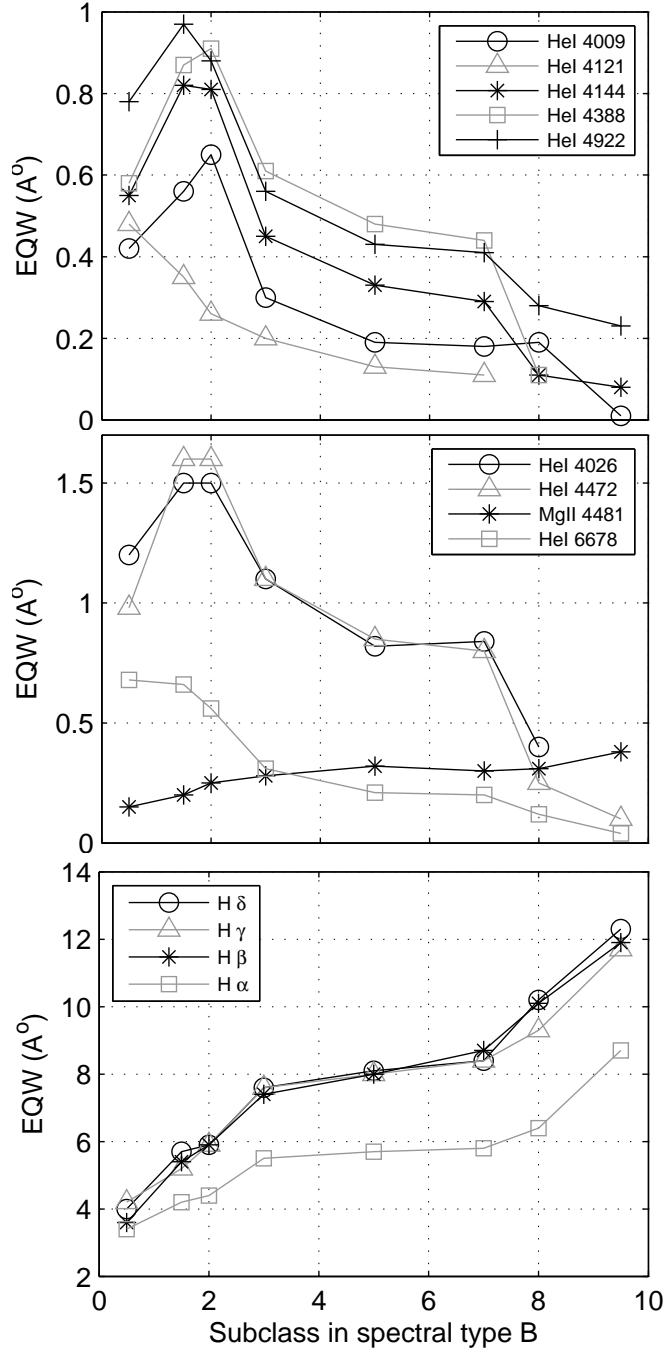 1
0.8
0.6
0.4
0.2
0
EQW (A°)
HeI 4009
HeI 4121
HeI 4144
HeI 4388
HeI 4922
1.5
1
0.5
0
EQW (A°)
HeI 4026
HeI 4472
MgII 4481
HeI 6678
14
12
10
8
6
4
2
EQW (A°)
H δ
H γ
H β
H α
0 2 4 6 8 10
Subclass in spectral type B